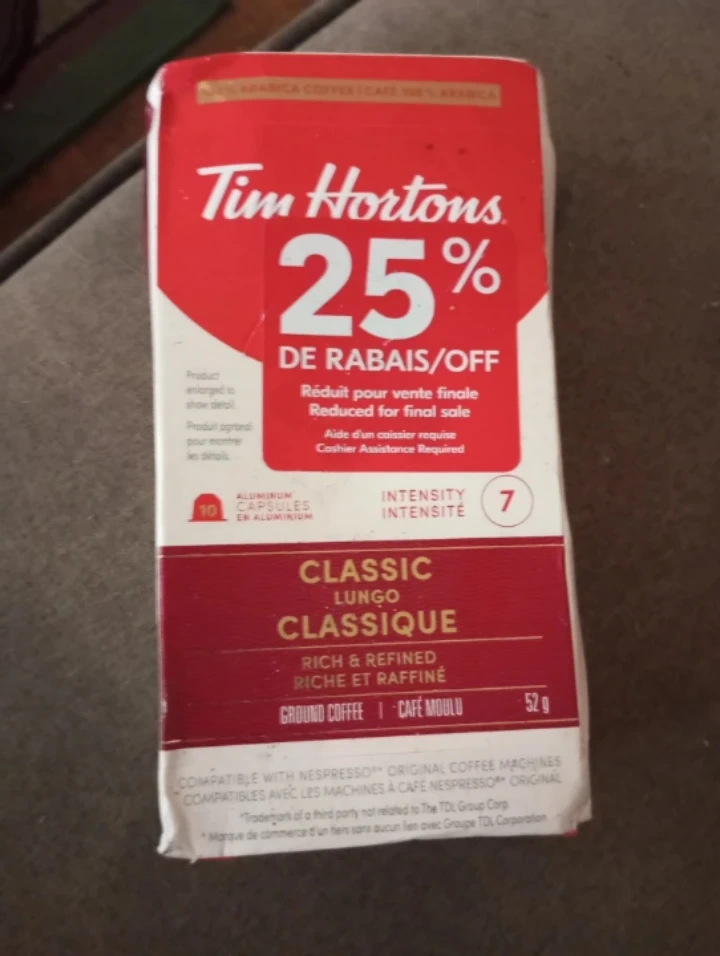 100% ARABICA COFFEE | CAFÉ 100% ARABICA
Tim Hortons
25%
DE RABAIS/OFF
Réduit pour vente finale
Reduced for final sale
Aide d'un caissier requise
Cashier Assistance Required
Product
enlarged to
show detail.
Produit agrandi
pour montrer
les détails.
10
ALUMINUM
CAPSULES
EN ALUMINIUM
INTENSITY
INTENSITÉ
7
CLASSIC
LUNGO
CLASSIQUE
RICH & REFINED
RICHE ET RAFFINÉ
GROUND COFFEE | CAFÉ MOULU
52 g
COMPATIBLE WITH NESPRESSO®* ORIGINAL COFFEE MACHINES
COMPATIBLES AVEC LES MACHINES À CAFÉ NESPRESSO®* ORIGINAL
*Trademark of a third party not related to The TDL Group Corp.
* Marque de commerce d'un tiers sans aucun lien avec Groupe TDL Corporation